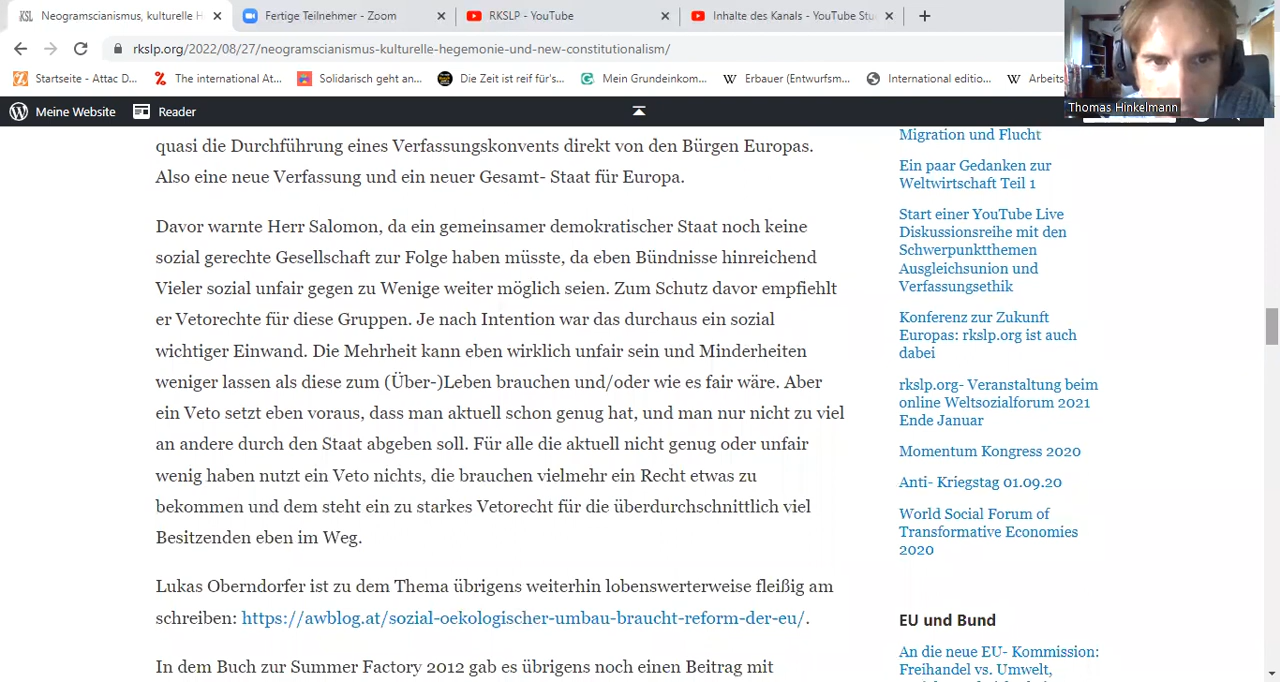 Neogramscianismus, kulturelle H
Fertige Teilnehmer - Zoom
RKSLP - YouTube
Inhalte des Kanals - YouTube Stu
rkslp.org/2022/08/27/neogramscianismus-kulturelle-hegemonie-und-new-constitutionalism/
Startseite - Attac D...
The international At...
Solidarisch geht an...
Die Zeit ist reif für's...
Mein Grundeinkom...
Erbauer (Entwurfsm...
International editio...
Arbeits
Thomas Hinkelmann
Meine Website
Reader
quasi die Durchführung eines Verfassungskonvents direkt von den Bürgen Europas.
Also eine neue Verfassung und ein neuer Gesamt- Staat für Europa.
Davor warnte Herr Salomon, da ein gemeinsamer demokratischer Staat noch keine
sozial gerechte Gesellschaft zur Folge haben müsste, da eben Bündnisse hinreichend
Vieler sozial unfair gegen zu Wenige weiter möglich seien. Zum Schutz davor empfiehlt
er Vetorechte für diese Gruppen. Je nach Intention war das durchaus ein sozial
wichtiger Einwand. Die Mehrheit kann eben wirklich unfair sein und Minderheiten
weniger lassen als diese zum (Über-)Leben brauchen und/oder wie es fair wäre. Aber
ein Veto setzt eben voraus, dass man aktuell schon genug hat, und man nur nicht zu viel
an andere durch den Staat abgeben soll. Für alle die aktuell nicht genug oder unfair
wenig haben nutzt ein Veto nichts, die brauchen vielmehr ein Recht etwas zu
bekommen und dem steht ein zu starkes Vetorecht für die überdurchschnittlich viel
Besitzenden eben im Weg.
Lukas Oberndorfer ist zu dem Thema übrigens weiterhin lobenswerterweise fleißig am
schreiben: https://awblog.at/sozial-oekologischer-umbau-braucht-reform-der-eu/.
In dem Buch zur Summer Factory 2012 gab es übrigens noch einen Beitrag mit
Migration und Flucht
Ein paar Gedanken zur
Weltwirtschaft Teil 1
Start einer YouTube Live
Diskussionsreihe mit den
Schwerpunktthemen
Ausgleichsunion und
Verfassungsethik
Konferenz zur Zukunft
Europas: rkslp.org ist auch
dabei
rkslp.org- Veranstaltung beim
online Weltsozialforum 2021
Ende Januar
Momentum Kongress 2020
Anti- Kriegstag 01.09.20
World Social Forum of
Transformative Economies
2020
EU und Bund
An die neue EU- Kommission:
Freihandel vs. Umwelt,